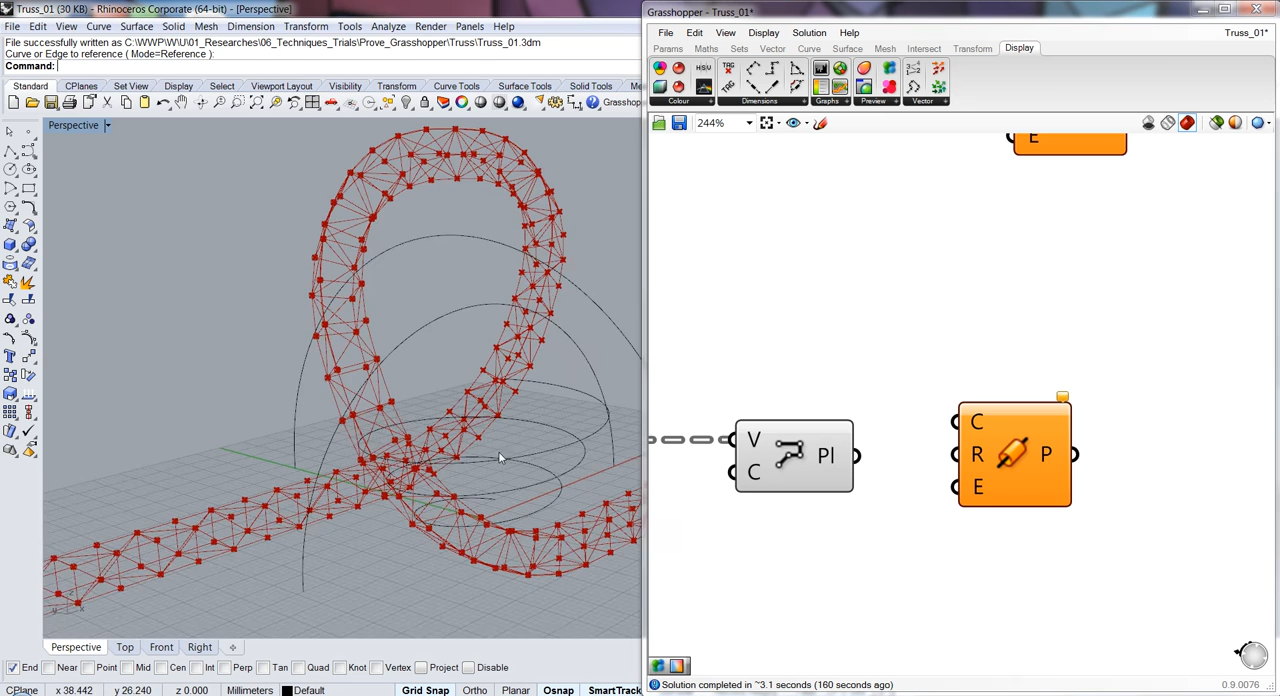 Truss_01 (30 KB) - Rhinoceros Corporate (64-bit) - [Perspective]
File Edit View Curve Surface Solid Mesh Dimension Transform Tools Analyze Render Panels Help
File successfully written as C:\WWP\W\U\01_Researches\06_Techniques_Trials\Prove_Grasshopper\Truss\Truss_01.3dm
Curve or Edge to reference ( Mode=Reference ):
Command:
Standard CPlanes Set View Display Select Viewport Layout Visibility Transform Curve Tools Surface Tools Solid Tools Me
Grasshop
Perspective
Perspective Top Front Right
End Near Point Mid Cen Int Perp Tan Quad Knot Vertex Project Disable
CPlane x 38.442 y 26.240 z 0.000 Millimeters Default Grid Snap Ortho Planar Osnap SmartTrack
Grasshopper - Truss_01*
File Edit View Display Solution Help Truss_01*
Params Maths Sets Vector Curve Surface Mesh Intersect Transform Display
Colour Dimensions Graphs Preview Vector
244%
E
V
C
Pl
C
R
E
P
Solution completed in ~3.1 seconds (160 seconds ago) 0.9.0076